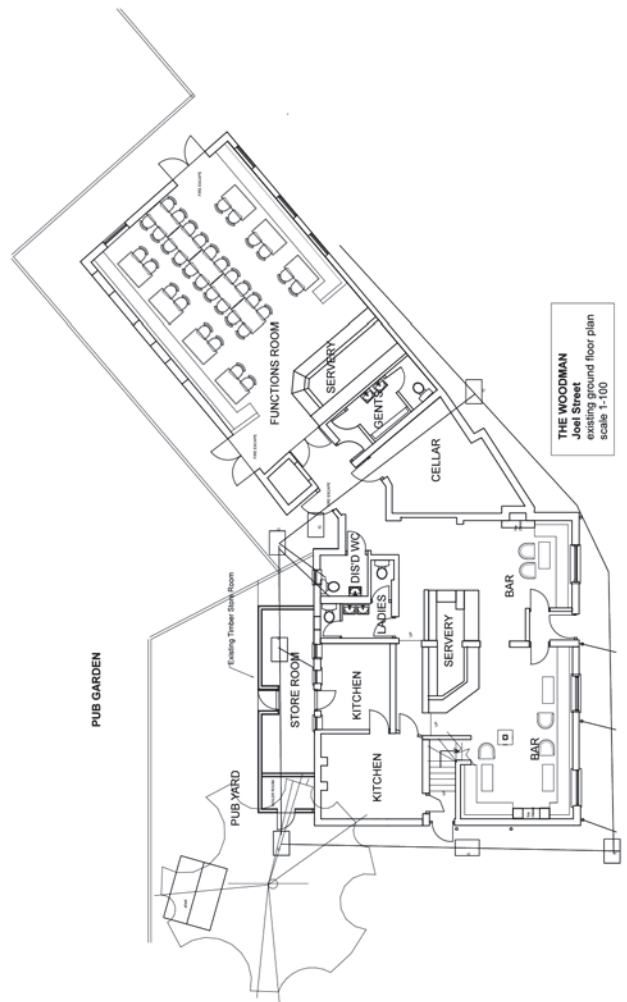 PUB GARDEN
'Existing Timber Store Room
PUB YARD
STORE ROOM
KITCHEN
KITCHEN
LADIES
DIS'D WC
SERVERY
BAR
BAR
CELLAR
GENTS
SERVERY
FUNCTIONS ROOM
FIRE ESCAPE
FIRE ESCAPE
FIRE ESCAPE
UP
THE WOODMAN
Joel Street
existing ground floor plan
scale 1-100